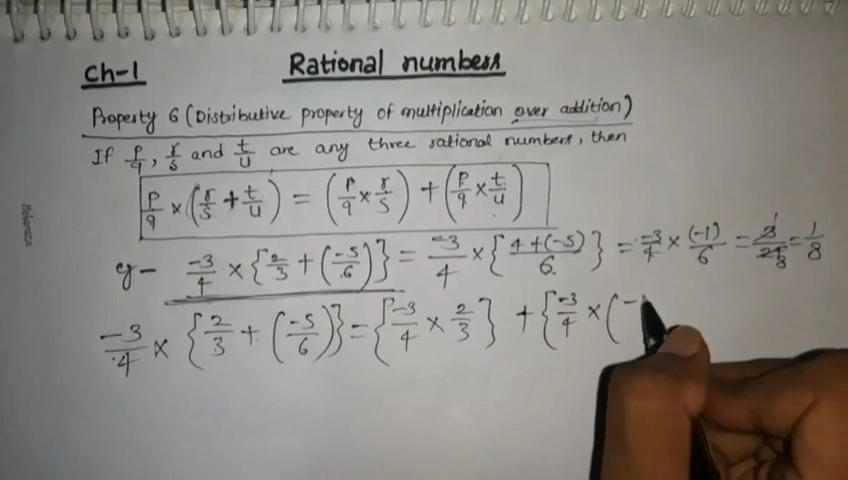 Ch-1 Rational numbers
Property 6 (Distributive property of multiplication over addition)
If p/q, r/s and t/u are any three rational numbers, then
p/q × (r/s + t/u) = (p/q × r/s) + (p/q × t/u)
eg - -3/4 × {2/3 + (-5/6)} = -3/4 × {4+(-5)/6} = -3/4 × (-1)/6 = 3/24 = 1/8
-3/4 × {2/3 + (-5/6)} = {-3/4 × 2/3} + {-3/4 × (-